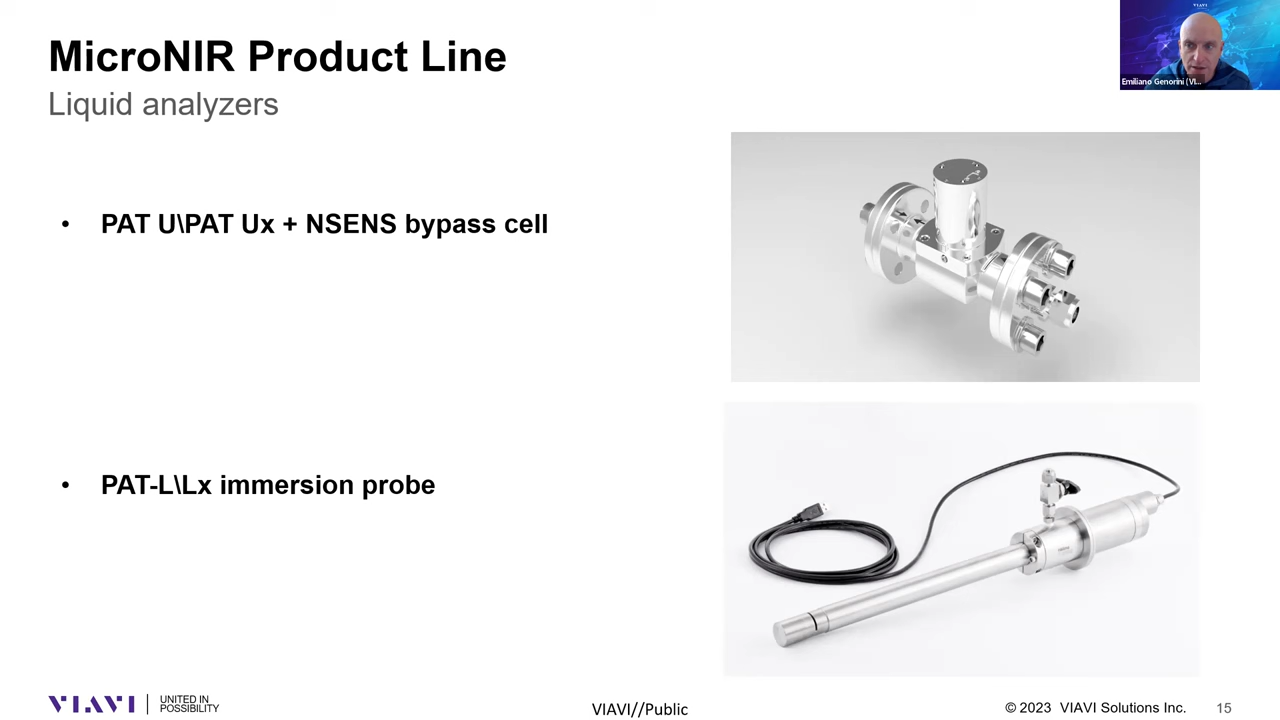 MicroNIR Product Line
Liquid analyzers
VIAVI
Emiliano Genorini (VI...
• PAT U\PAT Ux + NSENS bypass cell
• PAT-L\Lx immersion probe
VIAVI
UNITED IN
POSSIBILITY
VIAVI//Public
© 2023 VIAVI Solutions Inc.
15